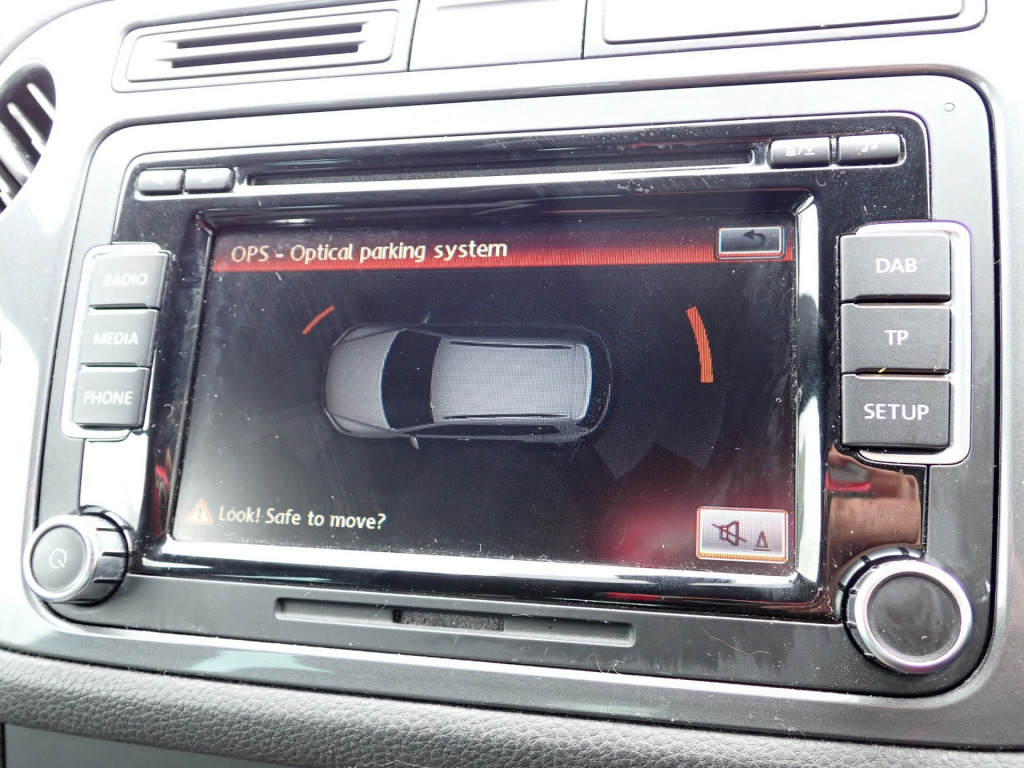 OPS - Optical parking system
RADIO
MEDIA
PHONE
DAB
TP
SETUP
Look! Safe to move?